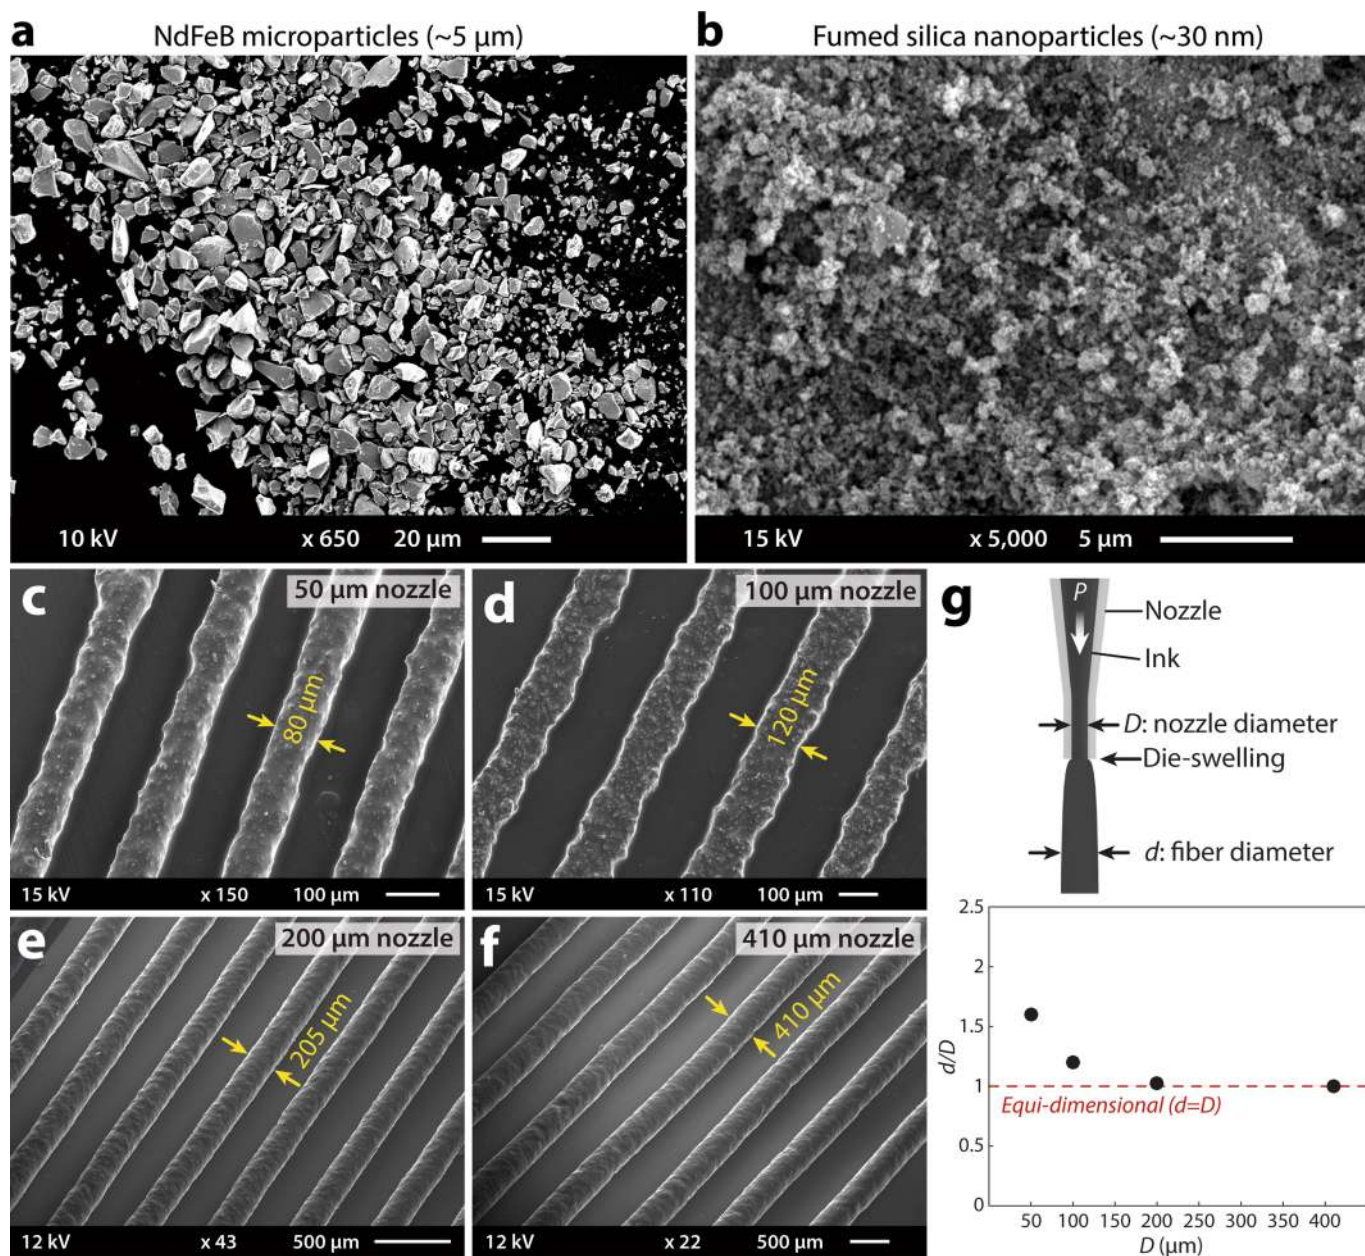 a
NdFeB microparticles (~5 µm)
10 kV x 650 20 µm
b
Fumed silica nanoparticles (~30 nm)
15 kV x 5,000 5 µm
c
50 µm nozzle
80 µm
15 kV x 150 100 µm
d
100 µm nozzle
120 µm
15 kV x 110 100 µm
e
200 µm nozzle
205 µm
12 kV x 43 500 µm
f
410 µm nozzle
410 µm
12 kV x 22 500 µm
g
P
Nozzle
Ink
D: nozzle diameter
Die-swelling
d: fiber diameter
2.5
2
1.5
1
0.5
0
d/D
Equi-dimensional (d=D)
50 100 150 200 250 300 350 400
D (µm)